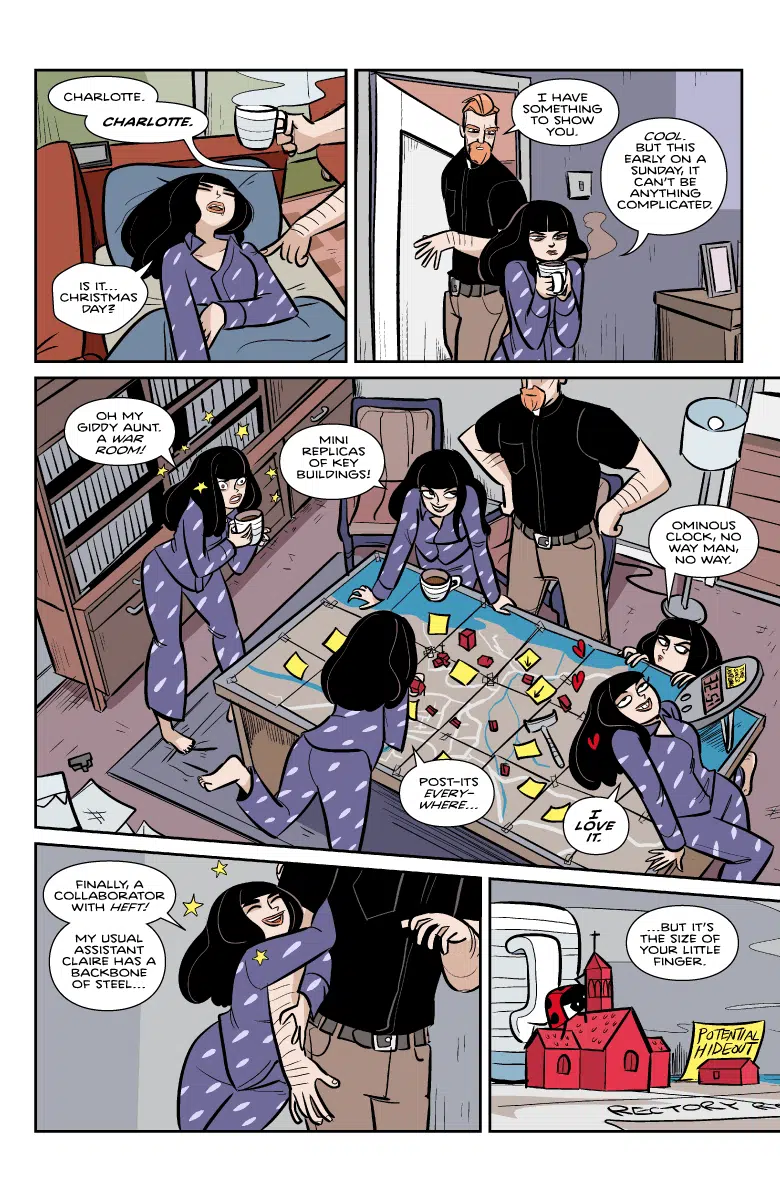 CHARLOTTE.
CHARLOTTE.
IS IT...
CHRISTMAS
DAY?
I HAVE
SOMETHING
TO SHOW
YOU.
COOL.
BUT THIS
EARLY ON A
SUNDAY, IT
CAN'T BE
ANYTHING
COMPLICATED.
OH MY
GIDDY AUNT.
A WAR
ROOM!
MINI
REPLICAS
OF KEY
BUILDINGS!
OMINOUS
CLOCK, NO
WAY MAN,
NO WAY.
POST-ITS
EVERY-
WHERE...
I
LOVE
IT.
FINALLY, A
COLLABORATOR
WITH HEFT!
MY USUAL
ASSISTANT
CLAIRE HAS A
BACKBONE
OF STEEL...
...BUT IT'S
THE SIZE OF
YOUR LITTLE
FINGER.
POTENTIAL
HIDEOUT